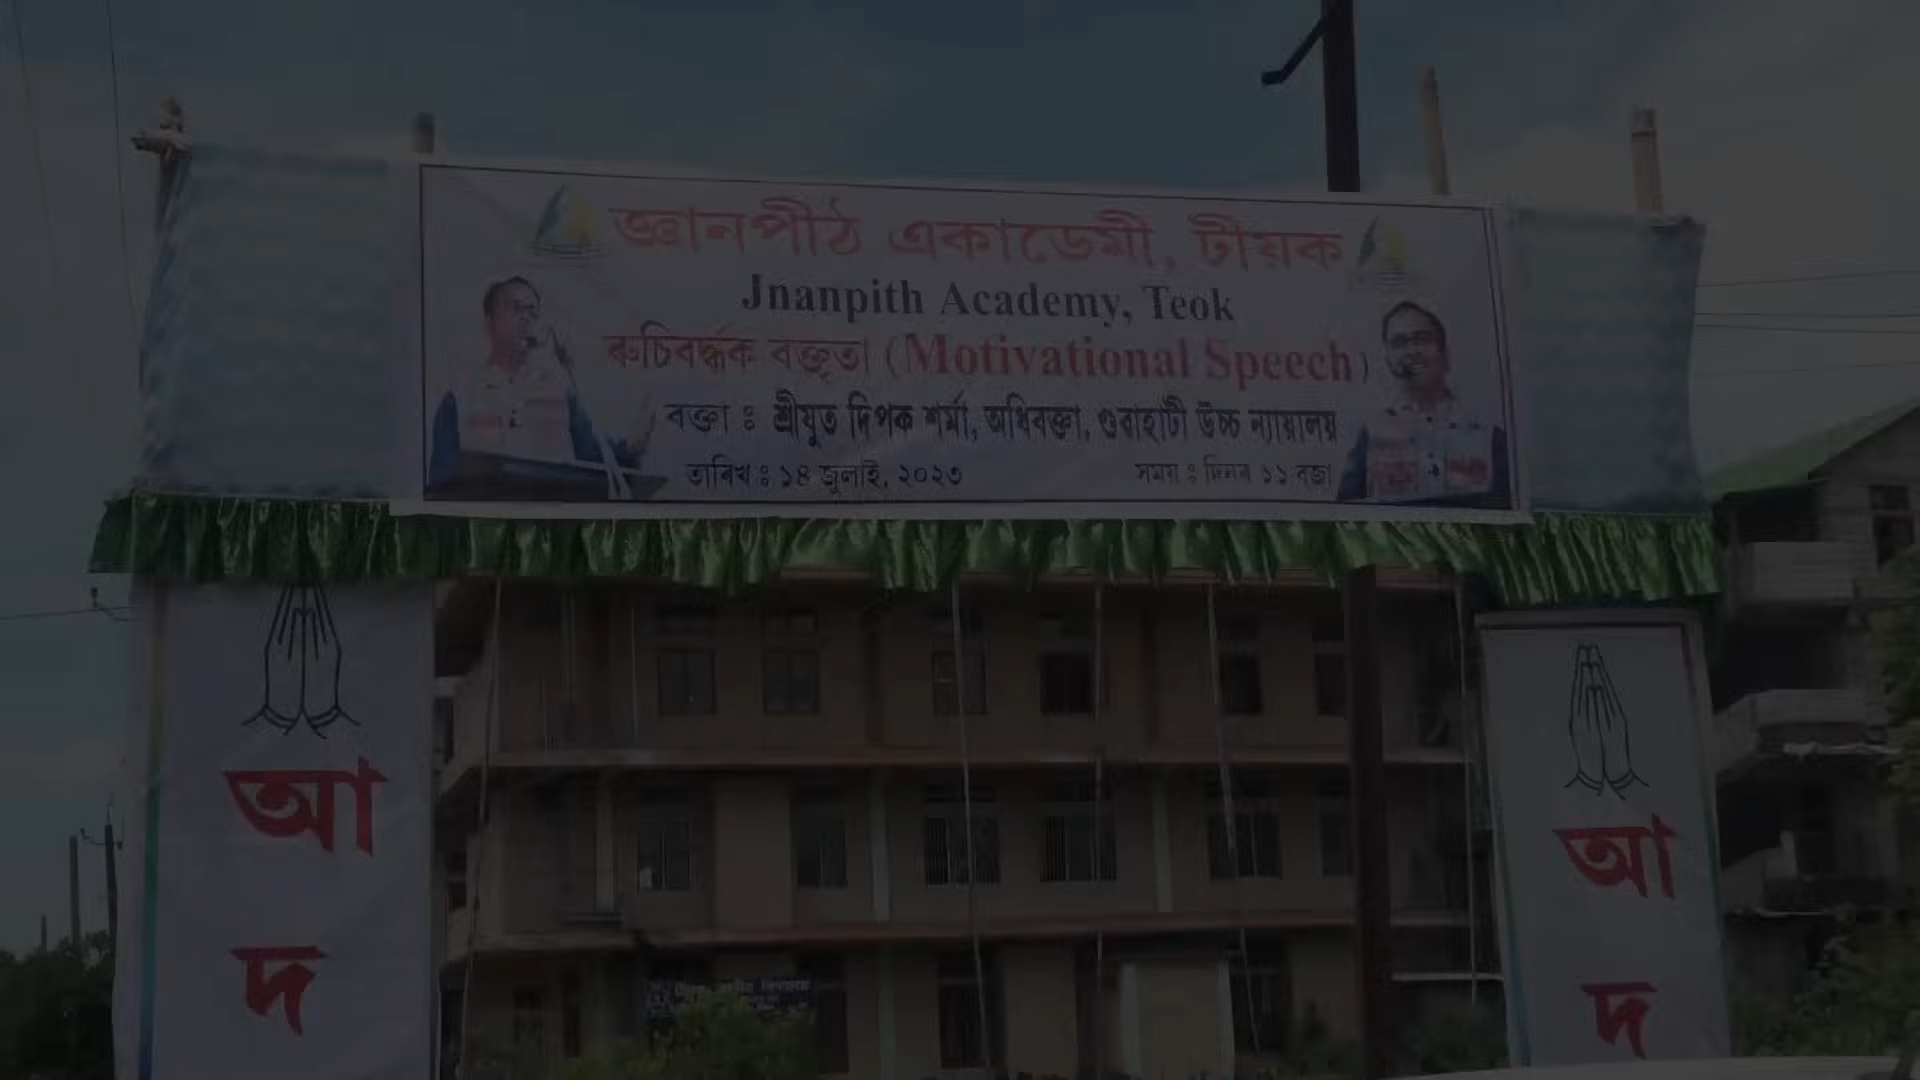 জ্ঞানপীঠ একাডেমী, টীয়ক
Jnanpith Academy, Teok
ৰুচিবৰ্দ্ধক বক্তৃতা (Motivational Speech)
বক্তা : শ্ৰীযুত দিপক শৰ্মা, অধিবক্তা, গুৱাহাটী উচ্চ ন্যায়ালয়
তাৰিখ : ১৪ জুলাই, ২০২৩ সময় : দিনৰ ১১ বজা
আ
দ
আ
দ